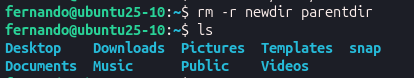 fernando@ubuntu25-10:~$ rm -r newdir parentdir
fernando@ubuntu25-10:~$ ls
Desktop    Downloads  Pictures  Templates  snap
Documents  Music      Public    Videos